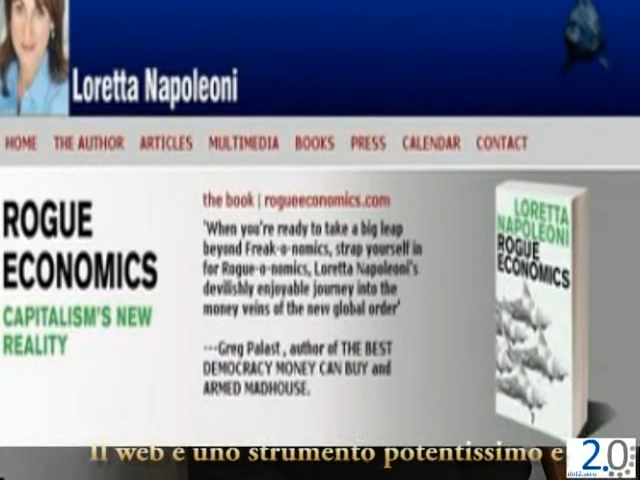 Loretta Napoleoni
HOME THE AUTHOR ARTICLES MULTIMEDIA BOOKS PRESS CALENDAR CONTACT
ROGUE
ECONOMICS
CAPITALISM'S NEW
REALITY
the book | rogueeconomics.com
'When you're ready to take a big leap
beyond Freak-o-nomics, strap yourself in
for Rogue-o-nomics, Loretta Napoleoni's
devilishly enjoyable journey into the
money veins of the new global order'
---Greg Palast , author of THE BEST
DEMOCRACY MONEY CAN BUY and
ARMED MADHOUSE.
LORETTA
NAPOLEONI
ROGUE
ECONOMICS
Il web e uno strumento potentissimo e
2.0